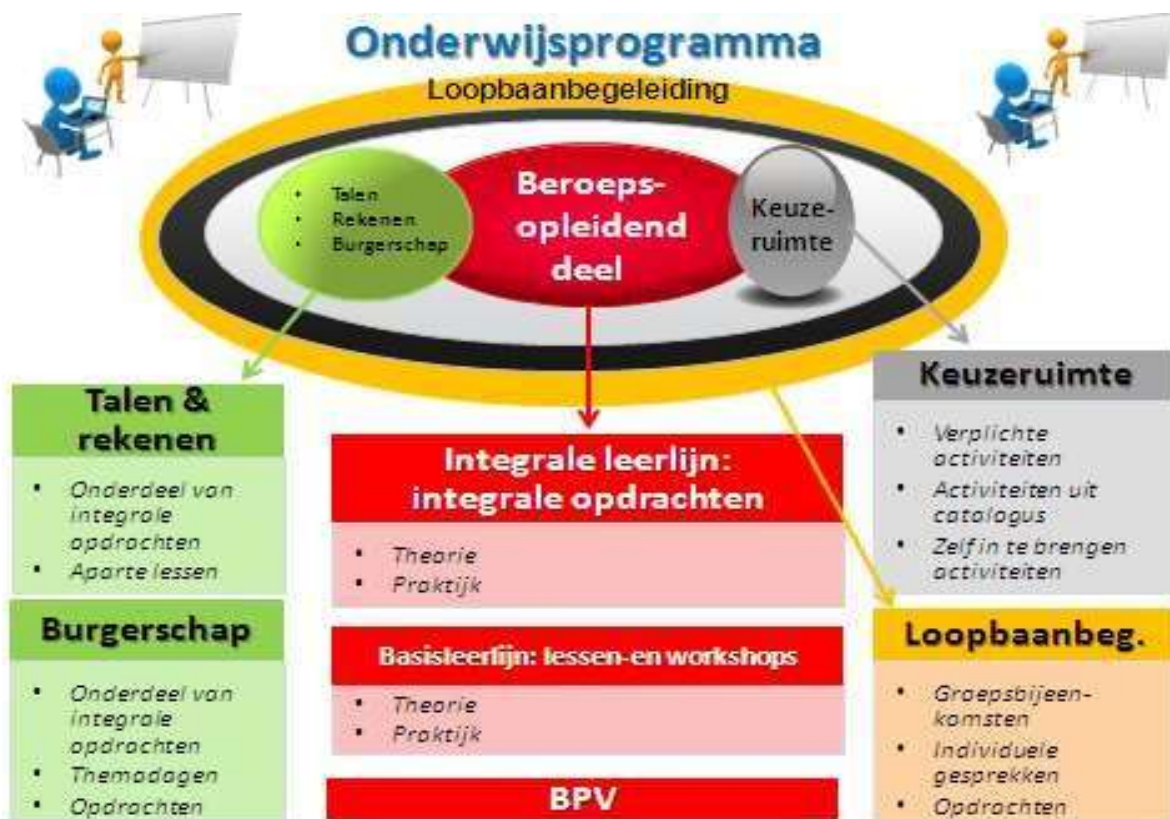 Onderwijsprogramma
Loopbaanbegeleiding
• Talen
• Rekenen
• Burgerschap
Beroeps-
opleidend
deel
Keuze-
ruimte
Talen &
rekenen
• Onderdeel van
integrale
opdrachten
• Aparte lessen
Burgerschap
• Onderdeel van
integrale
opdrachten
• Themadagen
• Opdrachten
Integrale leerlijn:
integrale opdrachten
• Theorie
• Praktijk
Basisleerlijn: lessen-en workshops
• Theorie
• Praktijk
BPV
Keuzeruimte
• Verplichte
activiteiten
• Activiteiten uit
catalogus
• Zelf in te brengen
activiteiten
Loopbaanbeg.
• Groepsbijeen-
komsten
• Individuele
gesprekken
• Opdrachten